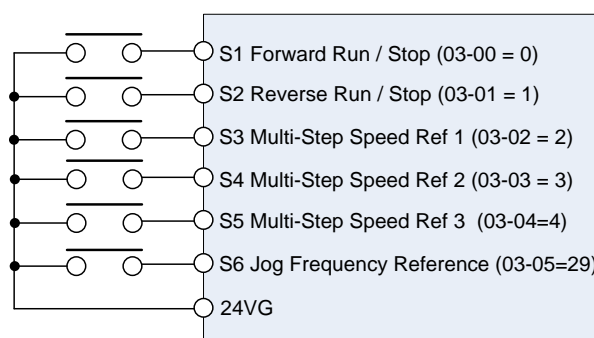 S1 Forward Run / Stop (03-00 = 0)
S2 Reverse Run / Stop (03-01 = 1)
S3 Multi-Step Speed Ref 1 (03-02 = 2)
S4 Multi-Step Speed Ref 2 (03-03 = 3)
S5 Multi-Step Speed Ref 3 (03-04=4)
S6 Jog Frequency Reference (03-05=29)
24VG